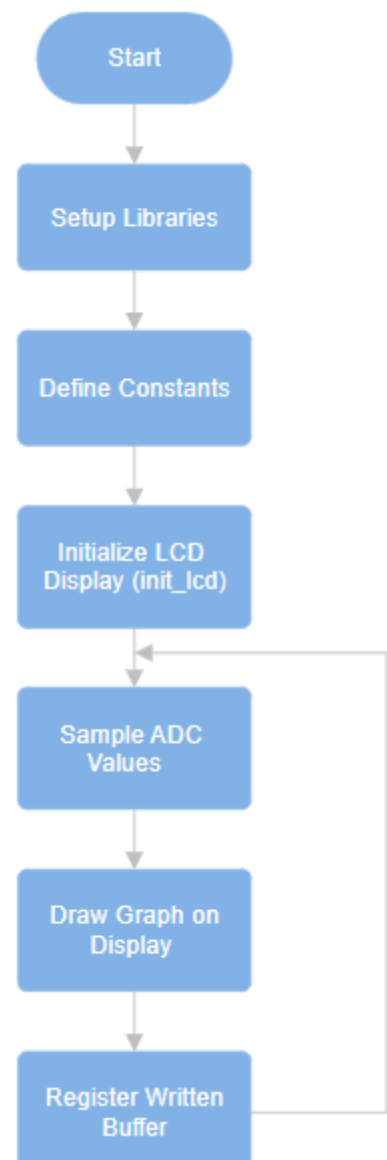 Start
Setup Libraries
Define Constants
Initialize LCD
Display (init_lcd)
Sample ADC
Values
Draw Graph on
Display
Register Written
Buffer